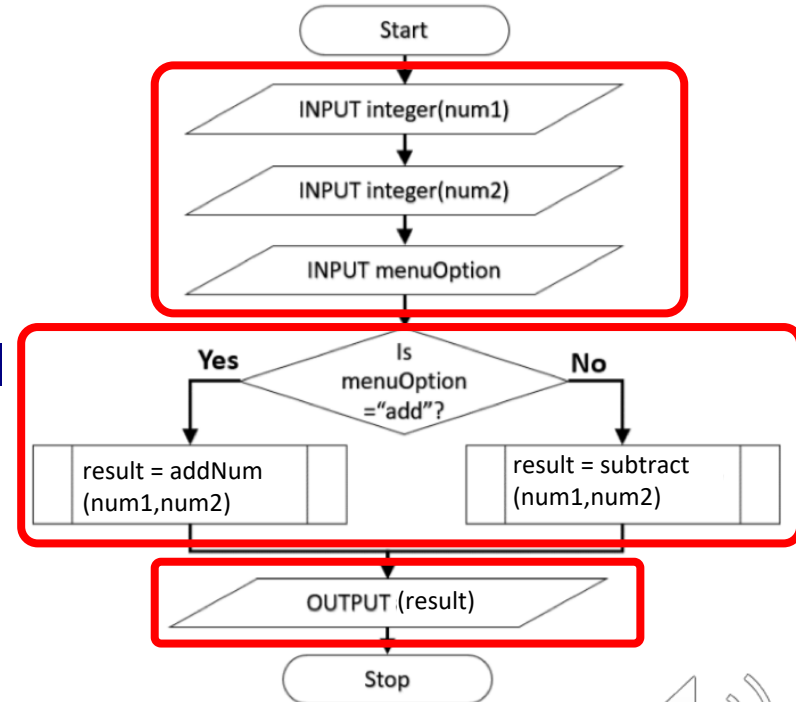 Start
INPUT integer(num1)
INPUT integer(num2)
INPUT menuOption
Is
menuOption
="add"?
Yes
No
result = addNum
(num1,num2)
result = subtract
(num1,num2)
OUTPUT (result)
Stop